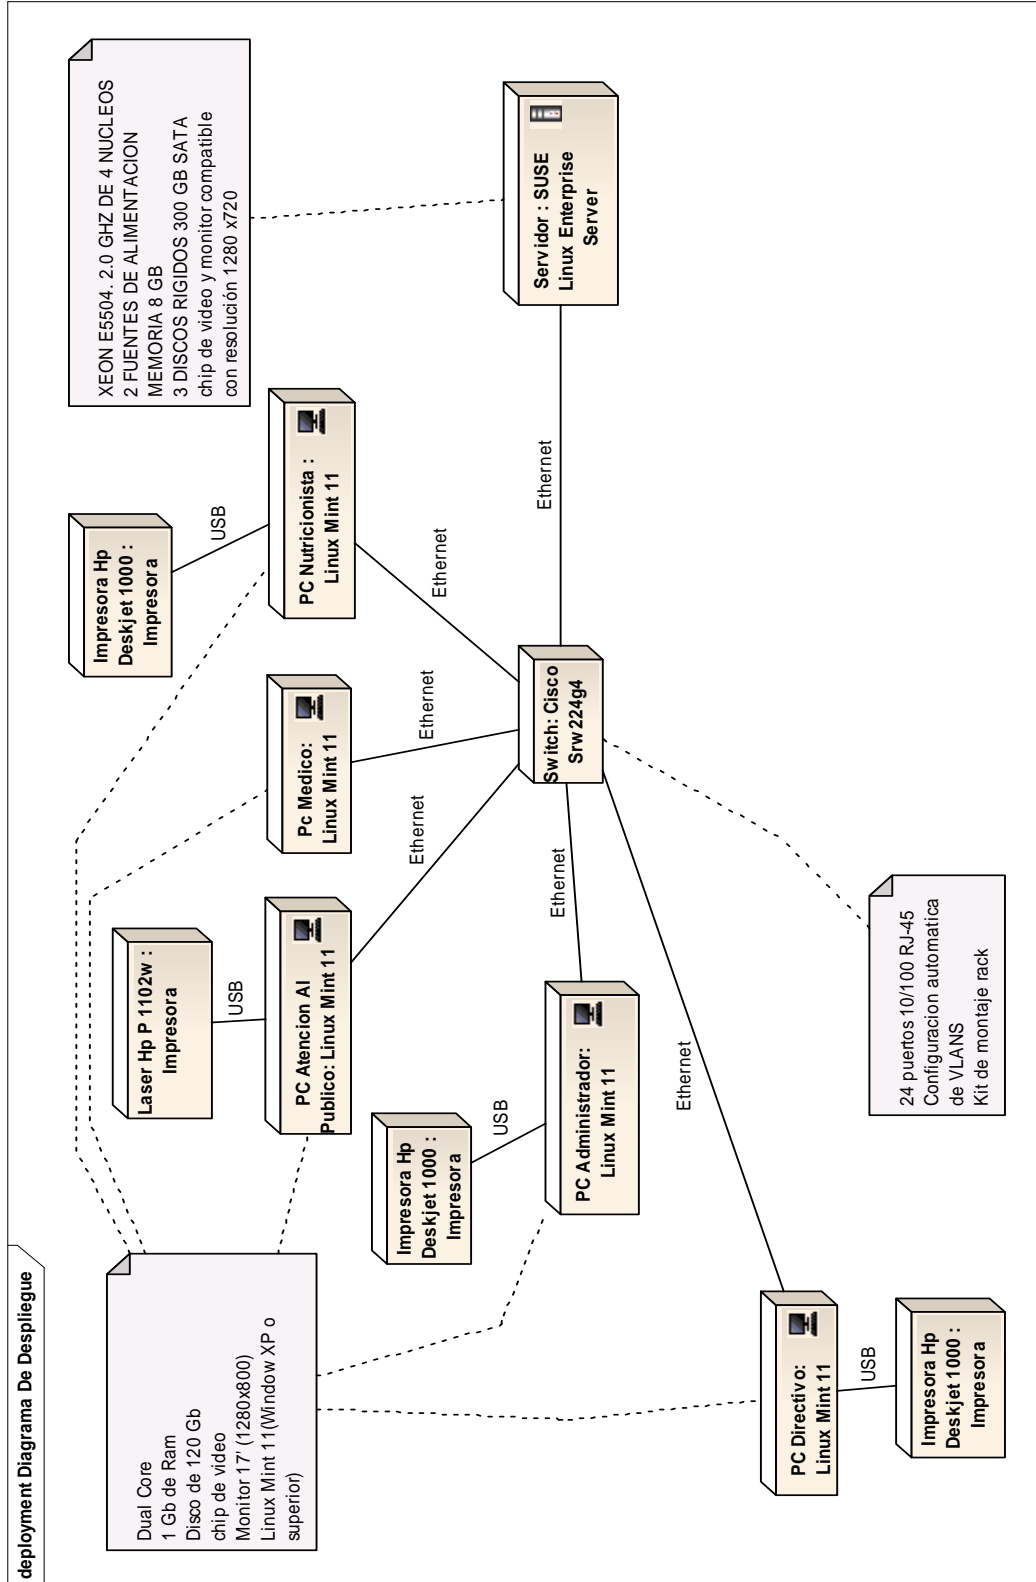 deployment Diagrama De Despliegue
Dual Core
1 Gb de Ram
Disco de 120 Gb
chip de video
Monitor 17' (1280x800)
Linux Mint 11(Window XP o
superior)
Laser Hp P 1102w :
Impresora
USB
PC Atencion Al
Publico: Linux Mint 11
Ethernet
Pc Medico:
Linux Mint 11
Ethernet
Impresora Hp
Deskjet 1000 :
Impresora
USB
PC Nutricionista :
Linux Mint 11
Ethernet
XEON E5504. 2.0 GHZ DE 4 NUCLEOS
2 FUENTES DE ALIMENTACION
MEMORIA 8 GB
3 DISCOS RIGIDOS 300 GB SATA
chip de video y monitor compatible
con resolución 1280 x720
Impresora Hp
Deskjet 1000 :
Impresora
USB
PC Administrador:
Linux Mint 11
Ethernet
Switch: Cisco
Srw224g4
Ethernet
Servidor : SUSE
Linux Enterprise
Server
PC Directivo:
Linux Mint 11
Ethernet
USB
Impresora Hp
Deskjet 1000 :
Impresora
24 puertos 10/100 RJ-45
Configuracion automatica
de VLANS
Kit de montaje rack